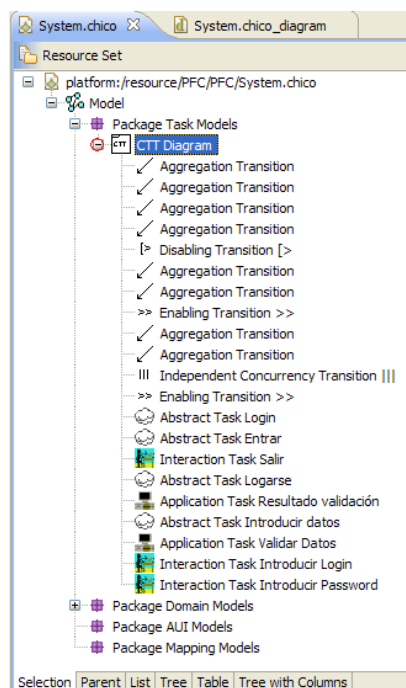 System.chico System.chico_diagram
Resource Set
platform:/resource/PFC/PFC/System.chico
Model
Package Task Models
CTT CTT Diagram
Aggregation Transition
Aggregation Transition
Aggregation Transition
Aggregation Transition
[> Disabling Transition [>
Aggregation Transition
Aggregation Transition
>> Enabling Transition >>
Aggregation Transition
Aggregation Transition
III Independent Concurrency Transition |||
>> Enabling Transition >>
Abstract Task Login
Abstract Task Entrar
Interaction Task Salir
Abstract Task Logarse
Application Task Resultado validación
Abstract Task Introducir datos
Application Task Validar Datos
Interaction Task Introducir Login
Interaction Task Introducir Password
Package Domain Models
Package AUI Models
Package Mapping Models
Selection Parent List Tree Table Tree with Columns